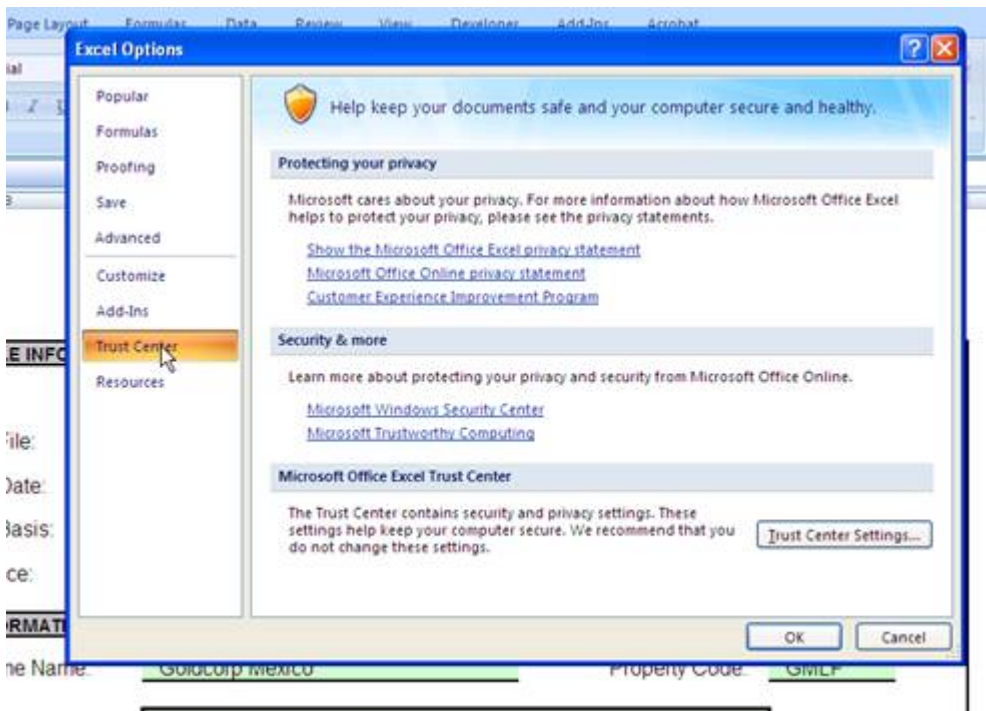 Page Layout Formulas Data Review View Developer Add-Ins Acrobat
Excel Options
Popular
Formulas
Proofing
Save
Advanced
Customize
Add-Ins
Trust Center
Resources
Help keep your documents safe and your computer secure and healthy.
Protecting your privacy
Microsoft cares about your privacy. For more information about how Microsoft Office Excel
helps to protect your privacy, please see the privacy statements.
Show the Microsoft Office Excel privacy statement
Microsoft Office Online privacy statement
Customer Experience Improvement Program
Security & more
Learn more about protecting your privacy and security from Microsoft Office Online.
Microsoft Windows Security Center
Microsoft Trustworthy Computing
Microsoft Office Excel Trust Center
The Trust Center contains security and privacy settings. These
settings help keep your computer secure. We recommend that you
do not change these settings.
Trust Center Settings...
OK Cancel
E INFO
File:
Date:
Basis:
ce:
ORMATI
ne Name: Goldcorp Mexico Property Code: GMLP